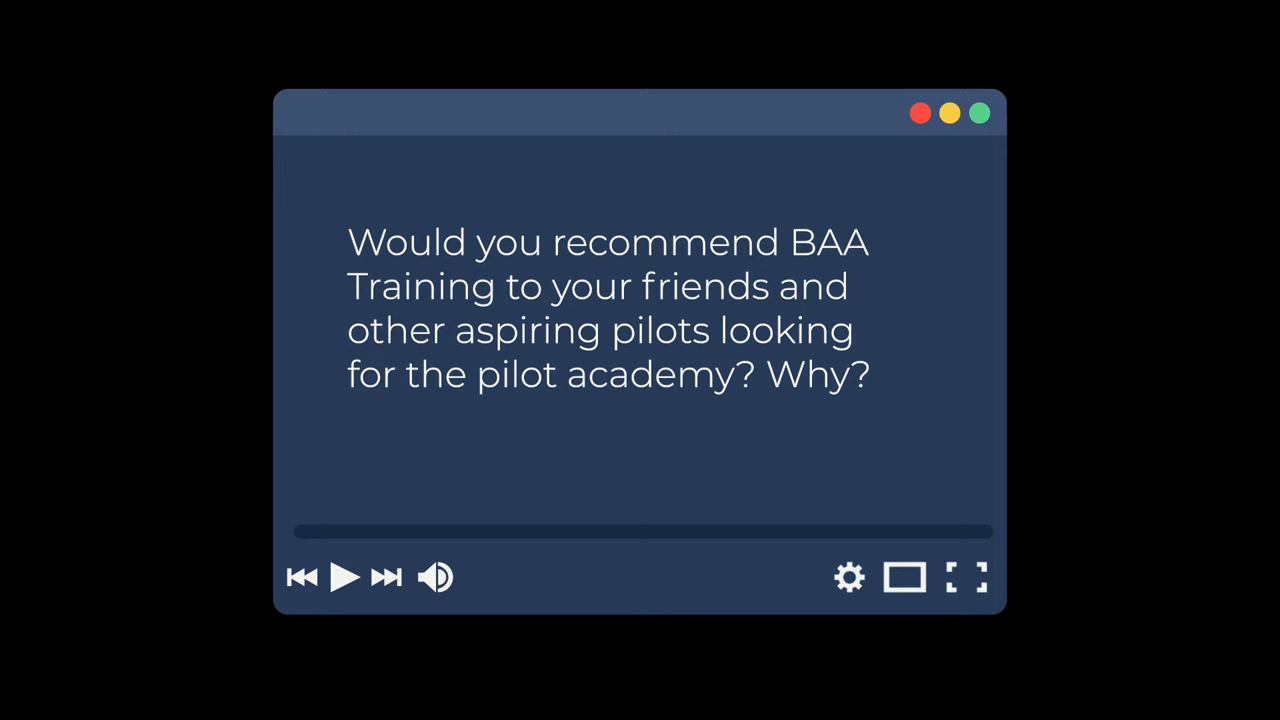 Would you recommend BAA
Training to your friends and
other aspiring pilots looking
for the pilot academy? Why?